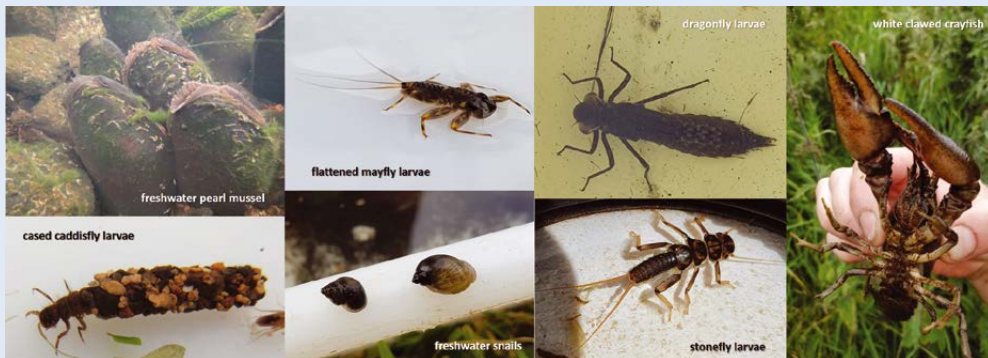 freshwater pearl mussel
flattened mayfly larvae
dragonfly larvae
white clawed crayfish
cased caddisfly larvae
freshwater snails
stonefly larvae